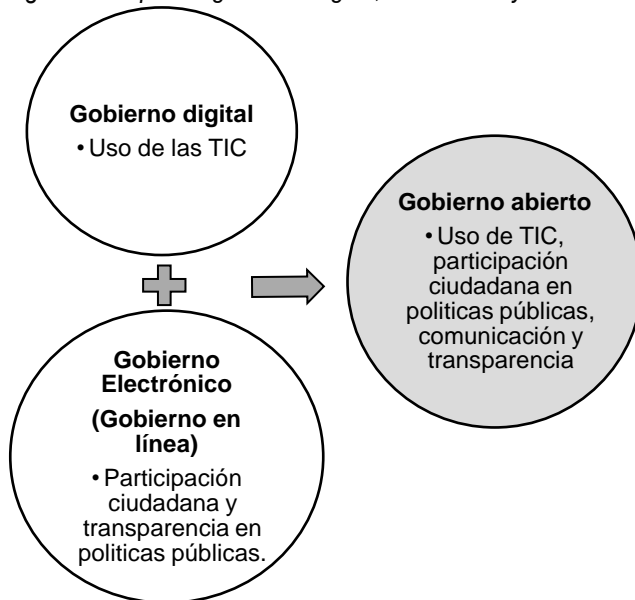 Gobierno digital
• Uso de las TIC
Gobierno
Electrónico
(Gobierno en
línea)
• Participación
ciudadana y
transparencia en
politicas públicas.
Gobierno abierto
• Uso de TIC,
participación
ciudadana en
politicas públicas,
comunicación y
transparencia